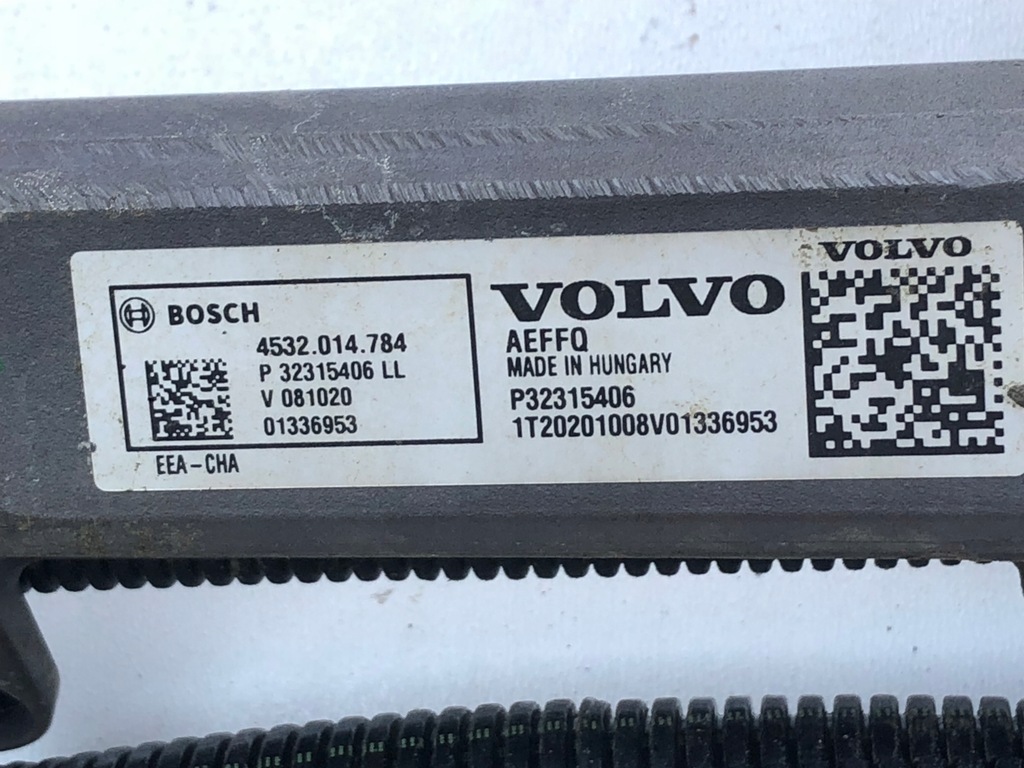 BOSCH
4532.014.784
P 32315406 LL
V 081020
01336953
EEA-CHA
VOLVO
AEFFQ
MADE IN HUNGARY
P32315406
1T20201008V01336953
VOLVO